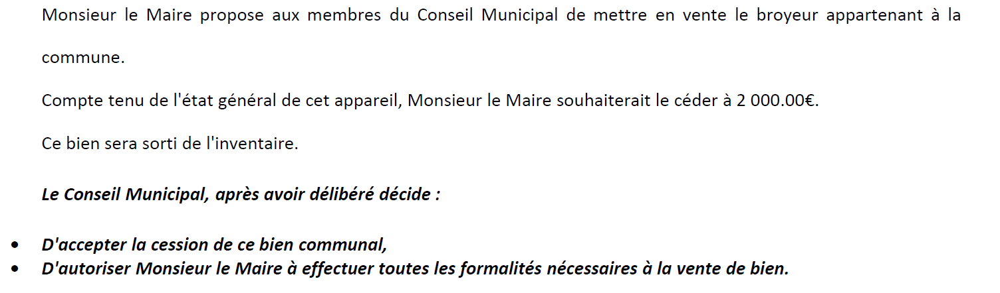 Monsieur le Maire propose aux membres du Conseil Municipal de mettre en vente le broyeur appartenant à la
commune.
Compte tenu de l'état général de cet appareil, Monsieur le Maire souhaiterait le céder à 2 000.00€.
Ce bien sera sorti de l'inventaire.
Le Conseil Municipal, après avoir délibéré décide :
• D'accepter la cession de ce bien communal,
• D'autoriser Monsieur le Maire à effectuer toutes les formalités nécessaires à la vente de bien.